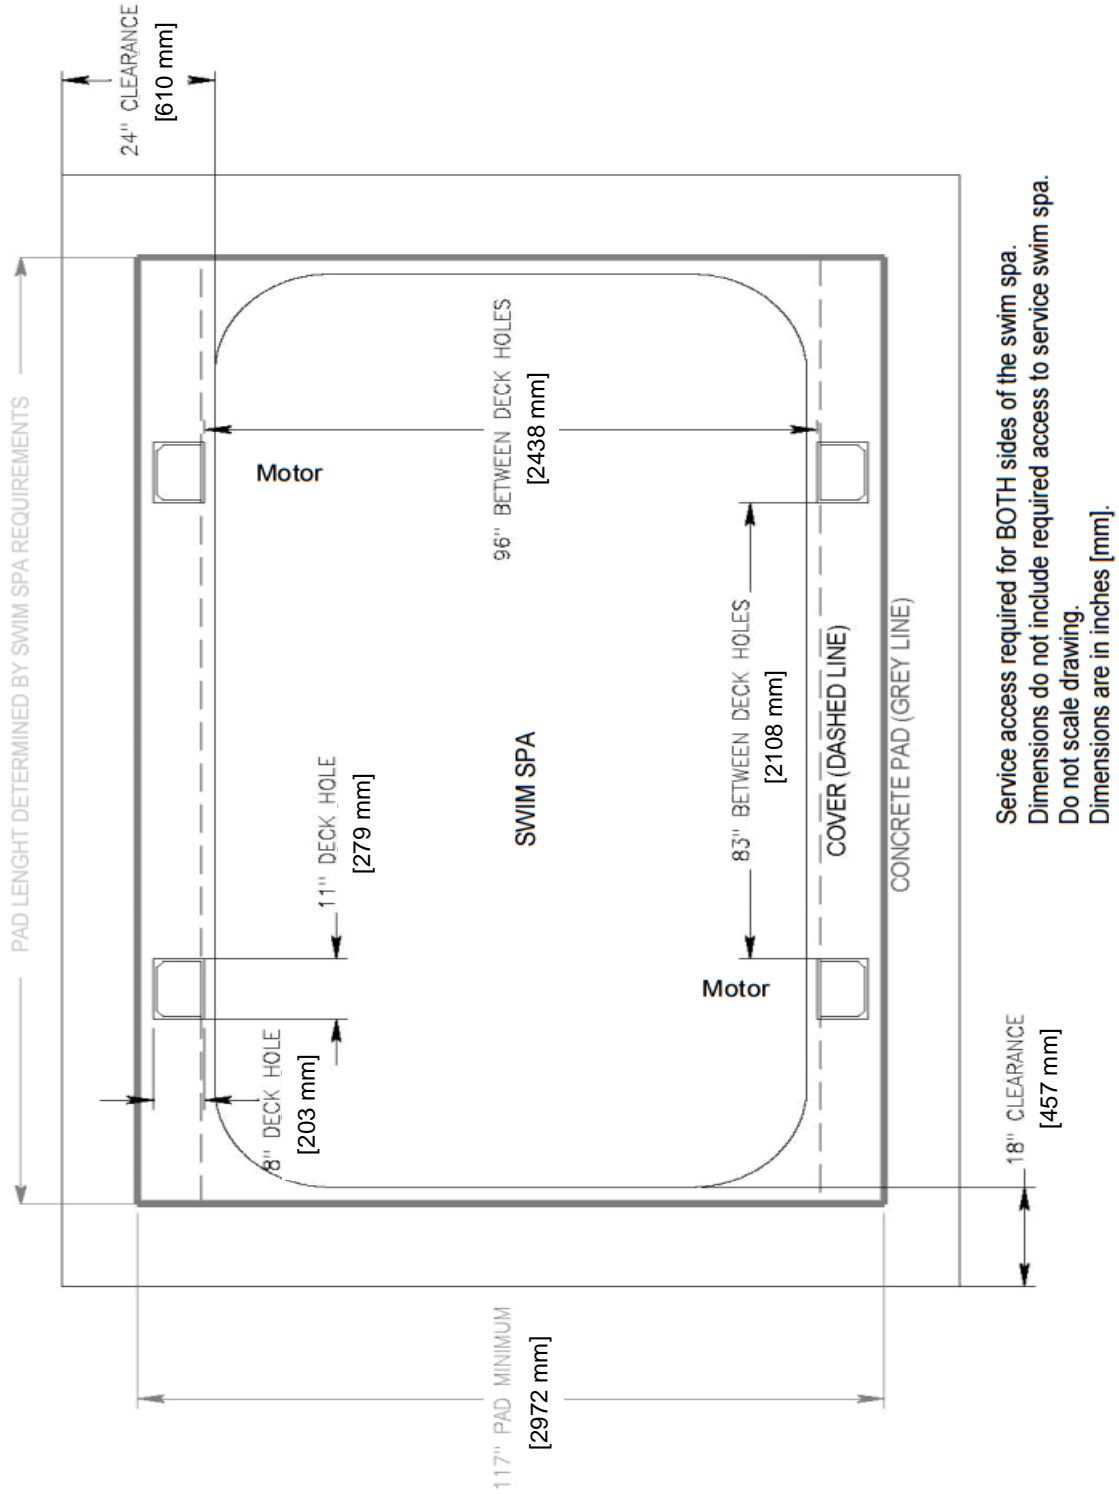 PAD LENGHT DETERMINED BY SWIM SPA REQUIREMENTS
24" CLEARANCE
[610 mm]
Motor
96" BETWEEN DECK HOLES
[2438 mm]
11" DECK HOLE
[279 mm]
8" DECK HOLE
[203 mm]
SWIM SPA
83" BETWEEN DECK HOLES
[2108 mm]
Motor
COVER (DASHED LINE)
CONCRETE PAD (GREY LINE)
117" PAD MINIMUM
[2972 mm]
18" CLEARANCE
[457 mm]
Service access required for BOTH sides of the swim spa.
Dimensions do not include required access to service swim spa.
Do not scale drawing.
Dimensions are in inches [mm].